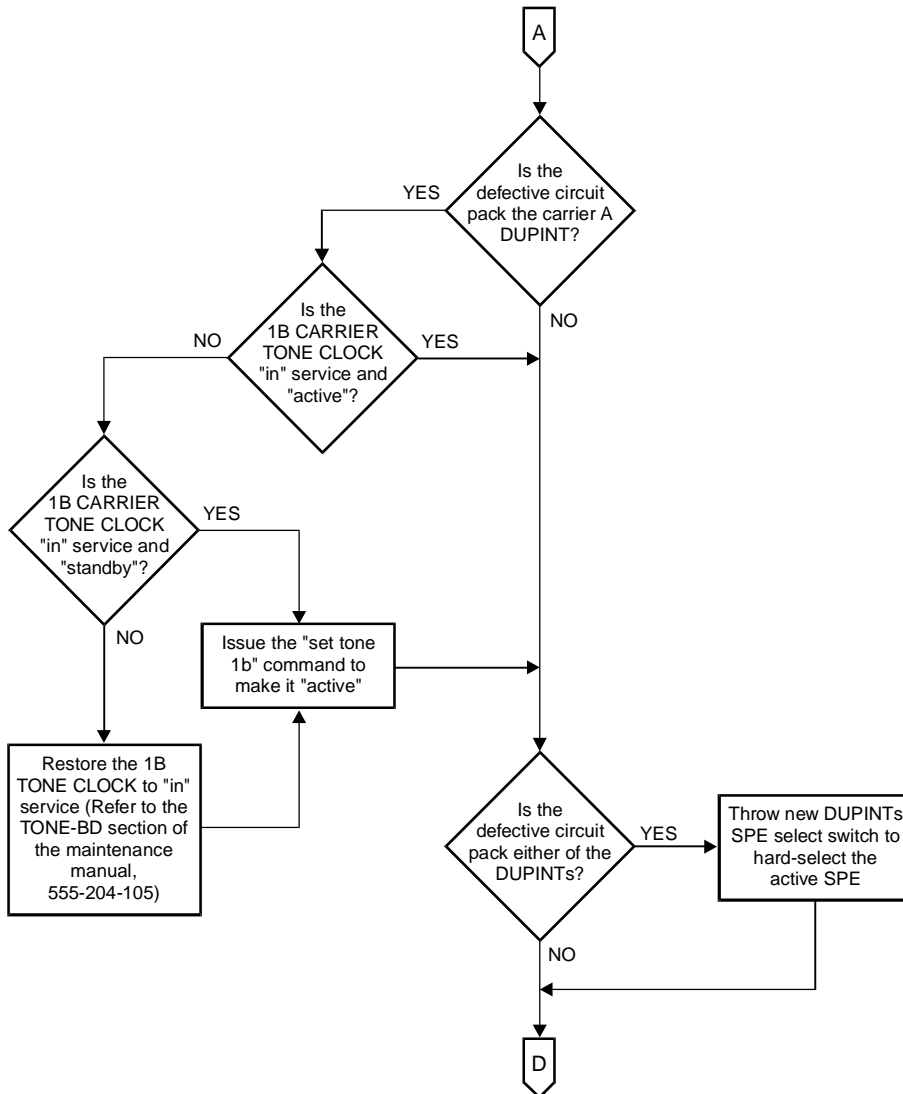 A
Is the
defective circuit
pack the carrier A
DUPINT?
YES
NO
Is the
1B CARRIER
TONE CLOCK
"in" service and
"active"?
NO
YES
Is the
1B CARRIER
TONE CLOCK
"in" service and
"standby"?
YES
NO
Issue the "set tone
1b" command to
make it "active"
Restore the 1B
TONE CLOCK to "in"
service (Refer to the
TONE-BD section of
the maintenance
manual,
555-204-105)
Is the
defective circuit
pack either of the
DUPINTs?
YES
NO
Throw new DUPINTs
SPE select switch to
hard-select the
active SPE
D